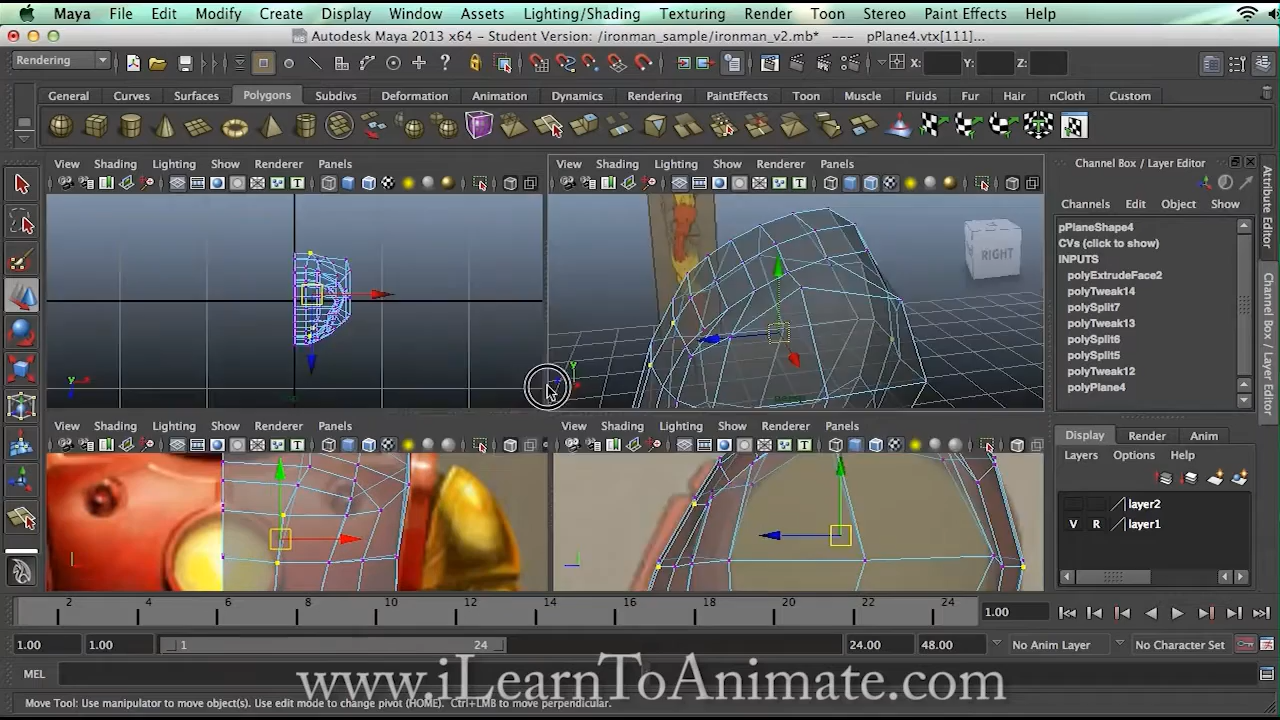 Maya File Edit Modify Create Display Window Assets Lighting/Shading Texturing Render Toon Stereo Paint Effects Help
Autodesk Maya 2013 x64 - Student Version: /ironman_sample/ironman_v2.mb* --- pPlane4.vtx[111]...
Rendering X: Y: Z:
General Curves Surfaces Polygons Subdivs Deformation Animation Dynamics Rendering PaintEffects Toon Muscle Fluids Fur Hair nCloth Custom
View Shading Lighting Show Renderer Panels
View Shading Lighting Show Renderer Panels
Channel Box / Layer Editor
Channels Edit Object Show
pPlaneShape4
CVs (click to show)
INPUTS
polyExtrudeFace2
polyTweak14
polySplit7
polyTweak13
polySplit6
polySplit5
polyTweak12
polyPlane4
RIGHT
y
y
Attribute Editor
Channel Box / Layer Editor
View Shading Lighting Show Renderer Panels
View Shading Lighting Show Renderer Panels
Display Render Anim
Layers Options Help
layer2
V R layer1
2 4 6 8 10 12 14 16 18 20 22 24
1.00
1.00 1.00 1 24 24.00 48.00 No Anim Layer No Character Set
MEL
www.iLearnToAnimate.com
Move Tool: Use manipulator to move object(s). Use edit mode to change pivot (HOME). Ctrl+LMB to move perpendicular.